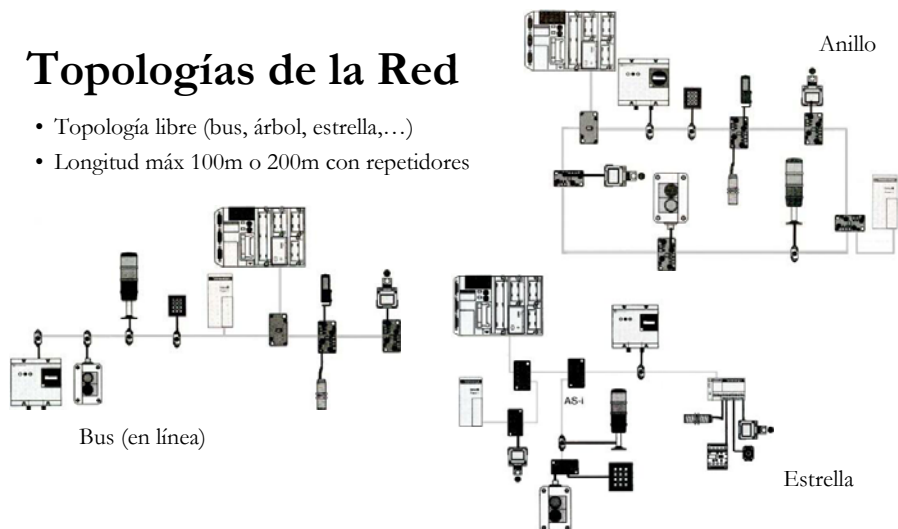 Topologías de la Red
• Topología libre (bus, árbol, estrella,…)
• Longitud máx 100m o 200m con repetidores
Anillo
Bus (en línea)
AS-i
Estrella